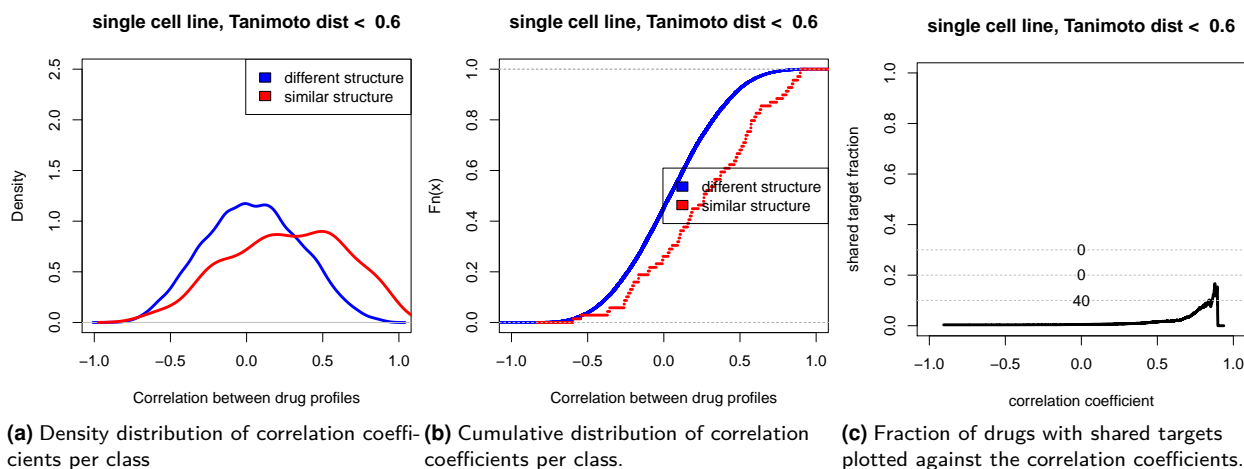 single cell line, Tanimoto dist < 0.6
2.5
2.0
1.5
1.0
0.5
0.0
Density
different structure
similar structure
−1.0 −0.5 0.0 0.5 1.0
Correlation between drug profiles
(a) Density distribution of correlation coeffi-
cients per class
single cell line, Tanimoto dist < 0.6
1.0
0.8
0.6
0.4
0.2
0.0
Fn(x)
different structure
similar structure
−1.0 −0.5 0.0 0.5 1.0
Correlation between drug profiles
(b) Cumulative distribution of correlation
coefficients per class.
single cell line, Tanimoto dist < 0.6
1.0
0.8
0.6
0.4
0.2
0.0
shared target fraction
0
0
40
−1.0 −0.5 0.0 0.5 1.0
correlation coefficient
(c) Fraction of drugs with shared targets
plotted against the correlation coefficients.